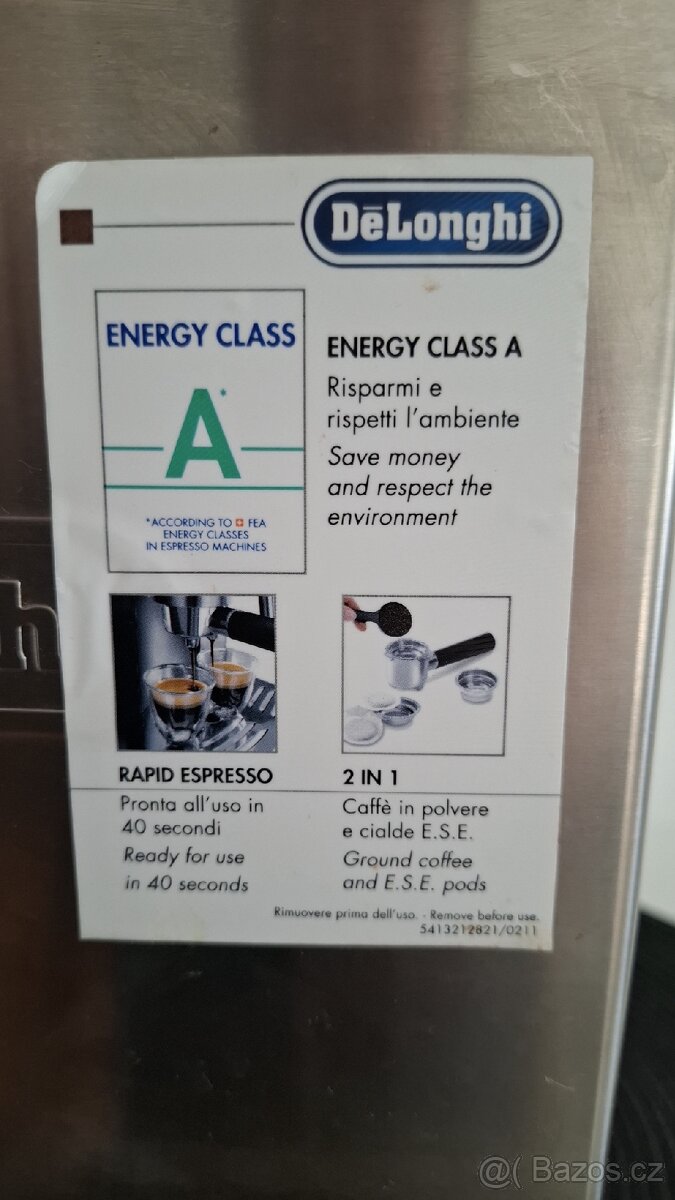 DēLonghi
ENERGY CLASS
A*
*ACCORDING TO FEA
ENERGY CLASSES
IN ESPRESSO MACHINES
ENERGY CLASS A
Risparmi e
rispetti l'ambiente
Save money
and respect the
environment
h
RAPID ESPRESSO
Pronta all'uso in
40 secondi
Ready for use
in 40 seconds
2 IN 1
Caffè in polvere
e cialde E.S.E.
Ground coffee
and E.S.E. pods
Rimuovere prima dell'uso. - Remove before use.
5413212821/0211
@( Bazos.cz